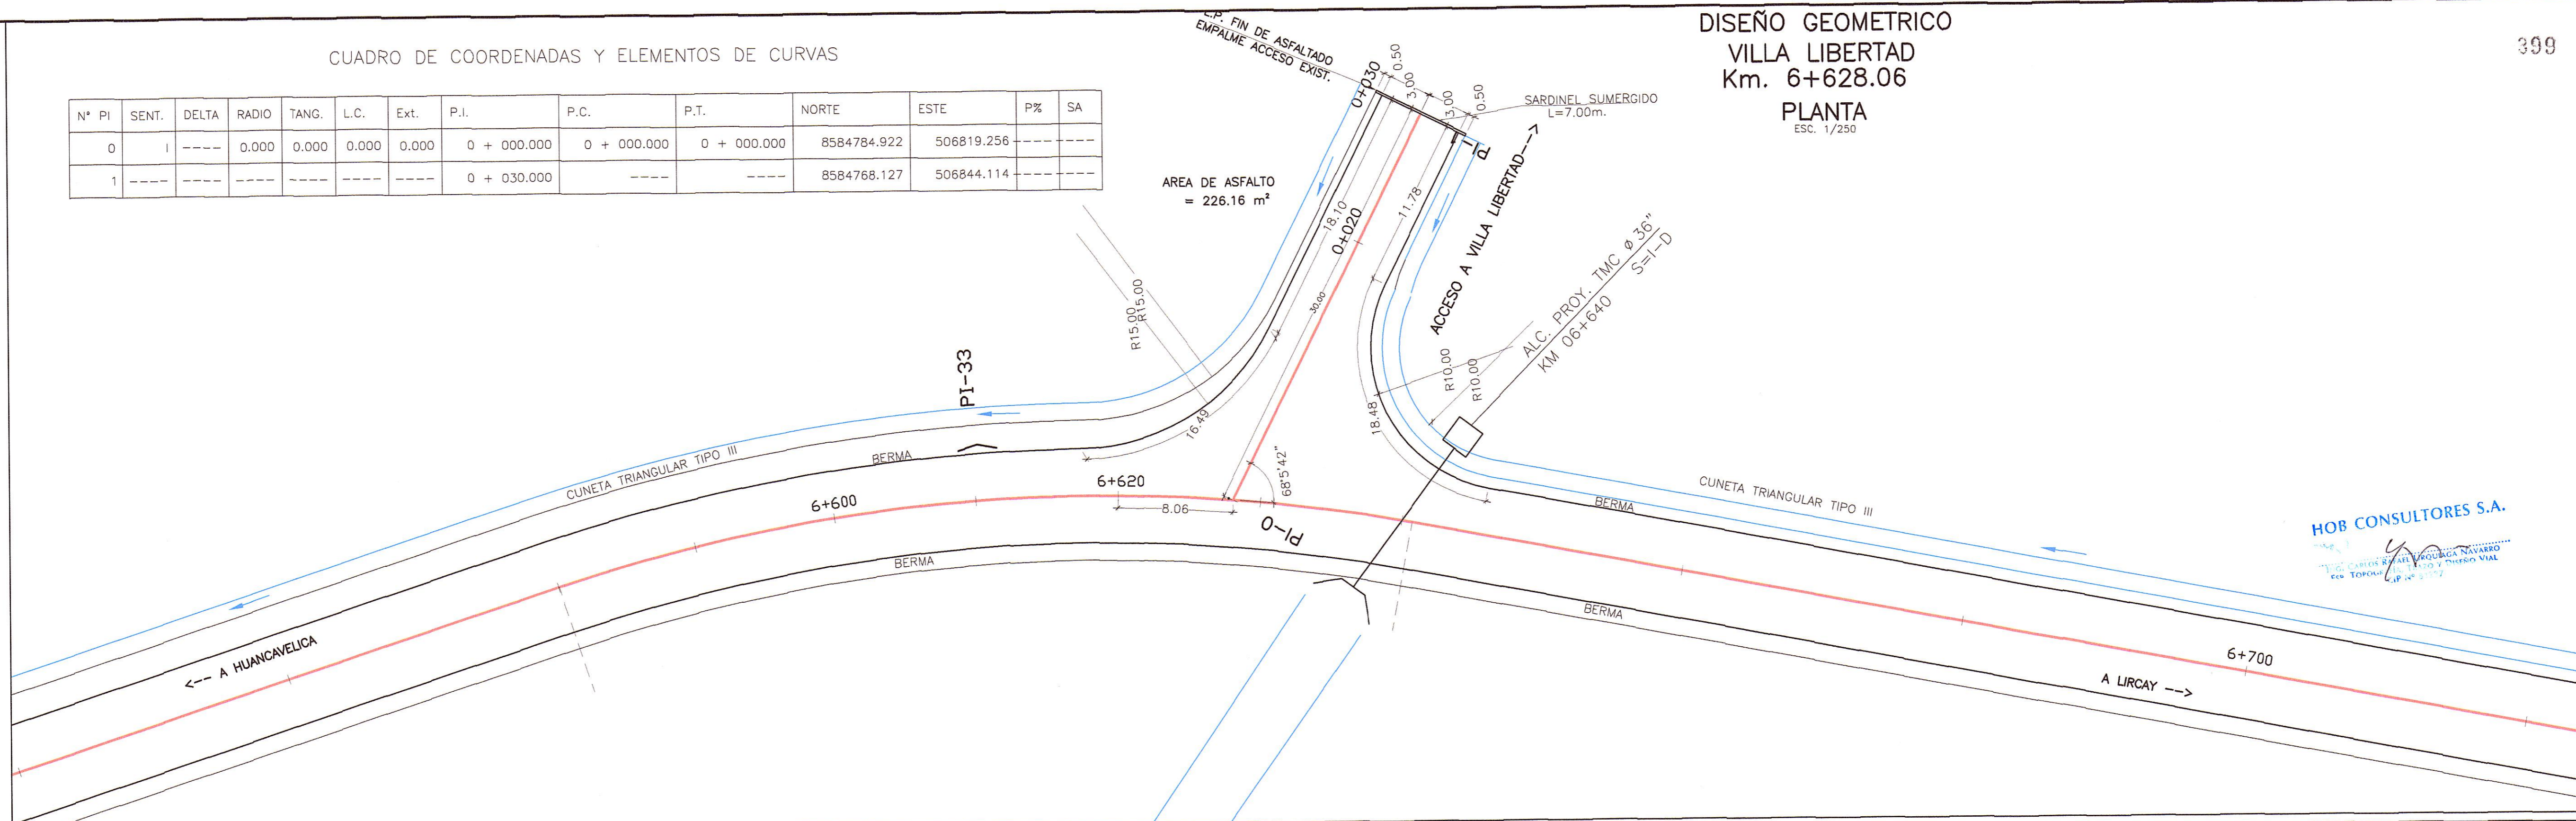 DISEÑO GEOMETRICO
VILLA LIBERTAD
Km. 6+628.06
PLANTA
ESC. 1/250
399
CUADRO DE COORDENADAS Y ELEMENTOS DE CURVAS
N° PI SENT. DELTA RADIO TANG. L.C. Ext. P.I. P.C. P.T. NORTE ESTE P% SA
0 I ---- 0.000 0.000 0.000 0.000 0 + 000.000 0 + 000.000 0 + 000.000 8584784.922 506819.256 ---- ----
1 ---- ---- ---- ---- ---- ---- 0 + 030.000 ---- ---- 8584768.127 506844.114 ---- ----
FIN DE ASFALTADO
EMPALME ACCESO EXIST.
0+030
0.50
3.00
3.00
0.50
SARDINEL SUMERGIDO
L=7.00m.
PI-1
AREA DE ASFALTO
= 226.16 m²
18.10
0+020
11.78
30.00
ACCESO A VILLA LIBERTAD-->
ALC. PROY. TMC ø 36"
KM 06+640 S=I-D
R15.00
R15.00
R10.00
R10.00
PI-33
16.49
18.48
68°5'42"
CUNETA TRIANGULAR TIPO III
BERMA
6+600
6+620
8.06
PI-0
BERMA
CUNETA TRIANGULAR TIPO III
BERMA
BERMA
<-- A HUANCAVELICA
6+700
A LIRCAY -->
HOB CONSULTORES S.A.
CARLOS RAFAEL URQUIAGA NAVARRO